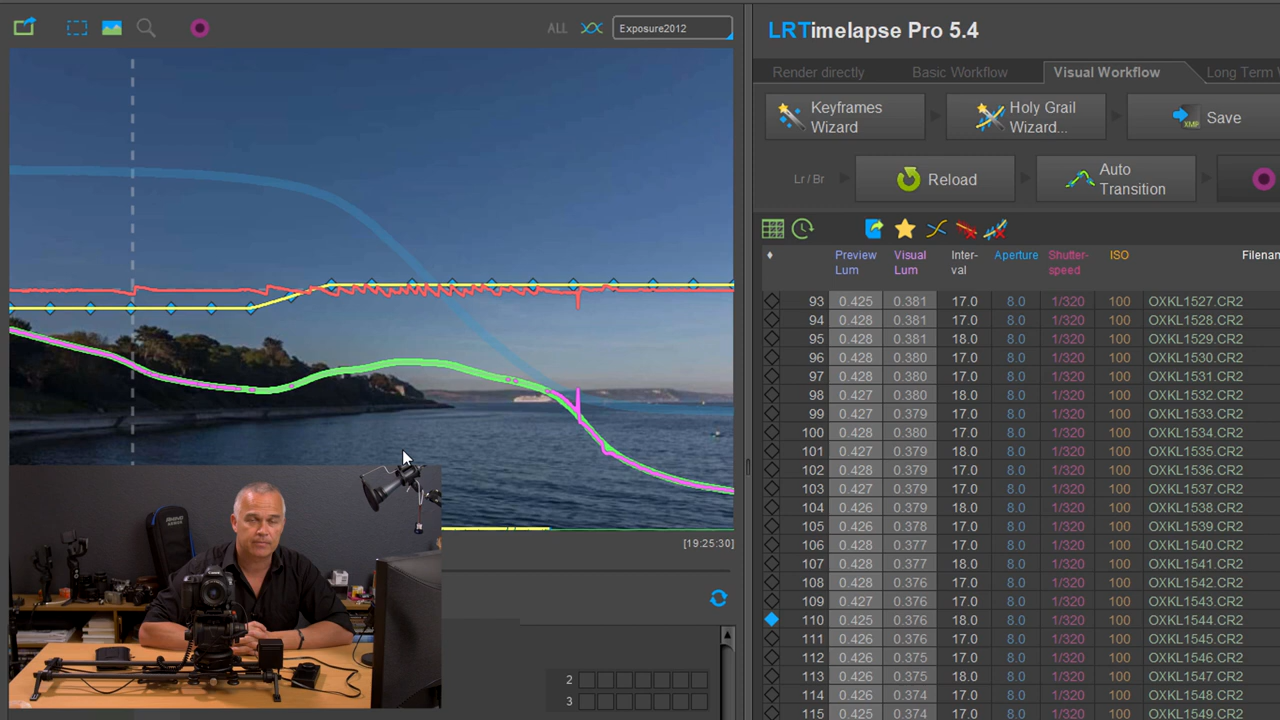 ALL Exposure2012
LRTimelapse Pro 5.4
Render directly Basic Workflow Visual Workflow Long Term
Keyframes Wizard Holy Grail Wizard... Save
XMP
Lr / Br Reload Auto Transition
Preview Lum Visual Lum Inter-val Aperture Shutter-speed ISO Filenam
93 0.425 0.381 17.0 8.0 1/320 100 OXKL1527.CR2
94 0.428 0.381 17.0 8.0 1/320 100 OXKL1528.CR2
95 0.428 0.381 18.0 8.0 1/320 100 OXKL1529.CR2
96 0.428 0.380 17.0 8.0 1/320 100 OXKL1530.CR2
97 0.428 0.380 17.0 8.0 1/320 100 OXKL1531.CR2
98 0.427 0.380 18.0 8.0 1/320 100 OXKL1532.CR2
99 0.428 0.379 17.0 8.0 1/320 100 OXKL1533.CR2
100 0.428 0.380 17.0 8.0 1/320 100 OXKL1534.CR2
101 0.427 0.379 18.0 8.0 1/320 100 OXKL1535.CR2
102 0.428 0.379 17.0 8.0 1/320 100 OXKL1536.CR2
103 0.427 0.379 17.0 8.0 1/320 100 OXKL1537.CR2
104 0.426 0.379 18.0 8.0 1/320 100 OXKL1538.CR2
105 0.428 0.378 17.0 8.0 1/320 100 OXKL1539.CR2
106 0.428 0.377 17.0 8.0 1/320 100 OXKL1540.CR2
107 0.428 0.377 18.0 8.0 1/320 100 OXKL1541.CR2
108 0.428 0.376 17.0 8.0 1/320 100 OXKL1542.CR2
109 0.427 0.376 17.0 8.0 1/320 100 OXKL1543.CR2
110 0.425 0.376 18.0 8.0 1/320 100 OXKL1544.CR2
111 0.426 0.376 17.0 8.0 1/320 100 OXKL1545.CR2
112 0.426 0.375 17.0 8.0 1/320 100 OXKL1546.CR2
113 0.426 0.375 18.0 8.0 1/320 100 OXKL1547.CR2
114 0.426 0.374 17.0 8.0 1/320 100 OXKL1548.CR2
115 0.425 0.374 17.0 8.0 1/320 100 OXKL1549.CR2
[19:25:30]
2
3